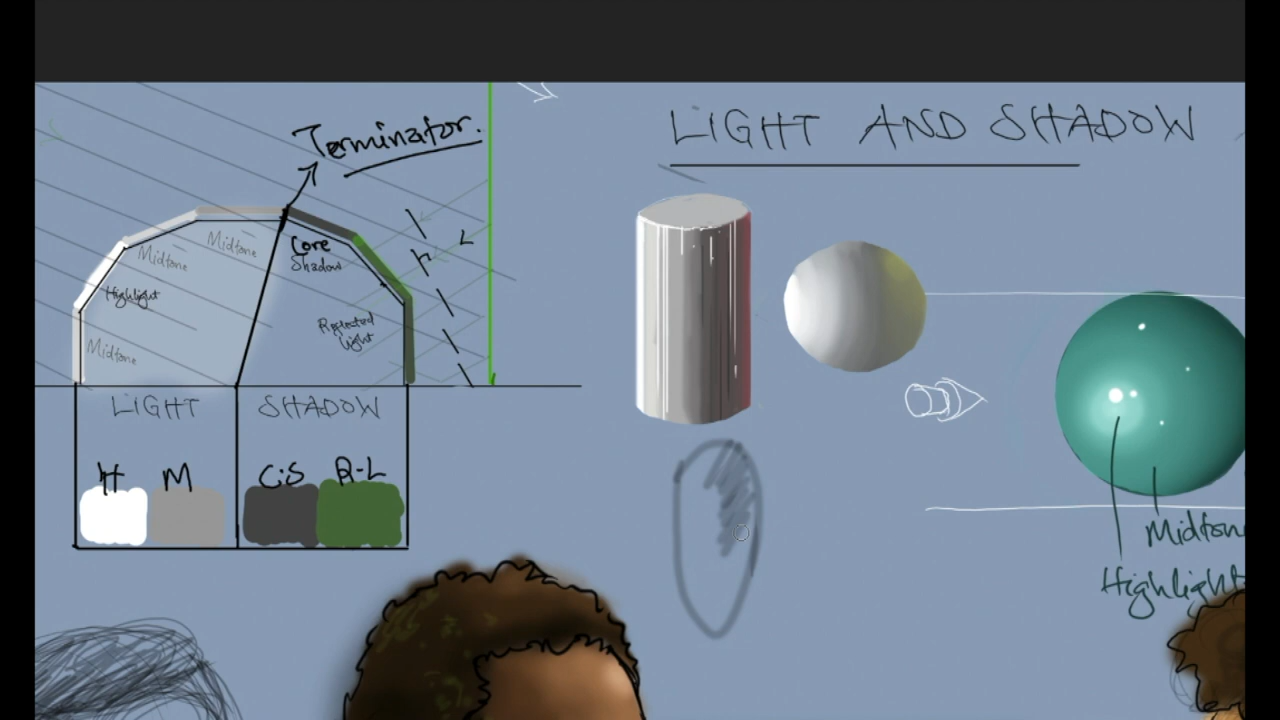 LIGHT AND SHADOW
Terminator.
Midtone
Midtone
Core
Shadow
Highlight
Reflected
Light
Midtone
LIGHT
SHADOW
H
M
C.S
R-L
Midtone
Highlight